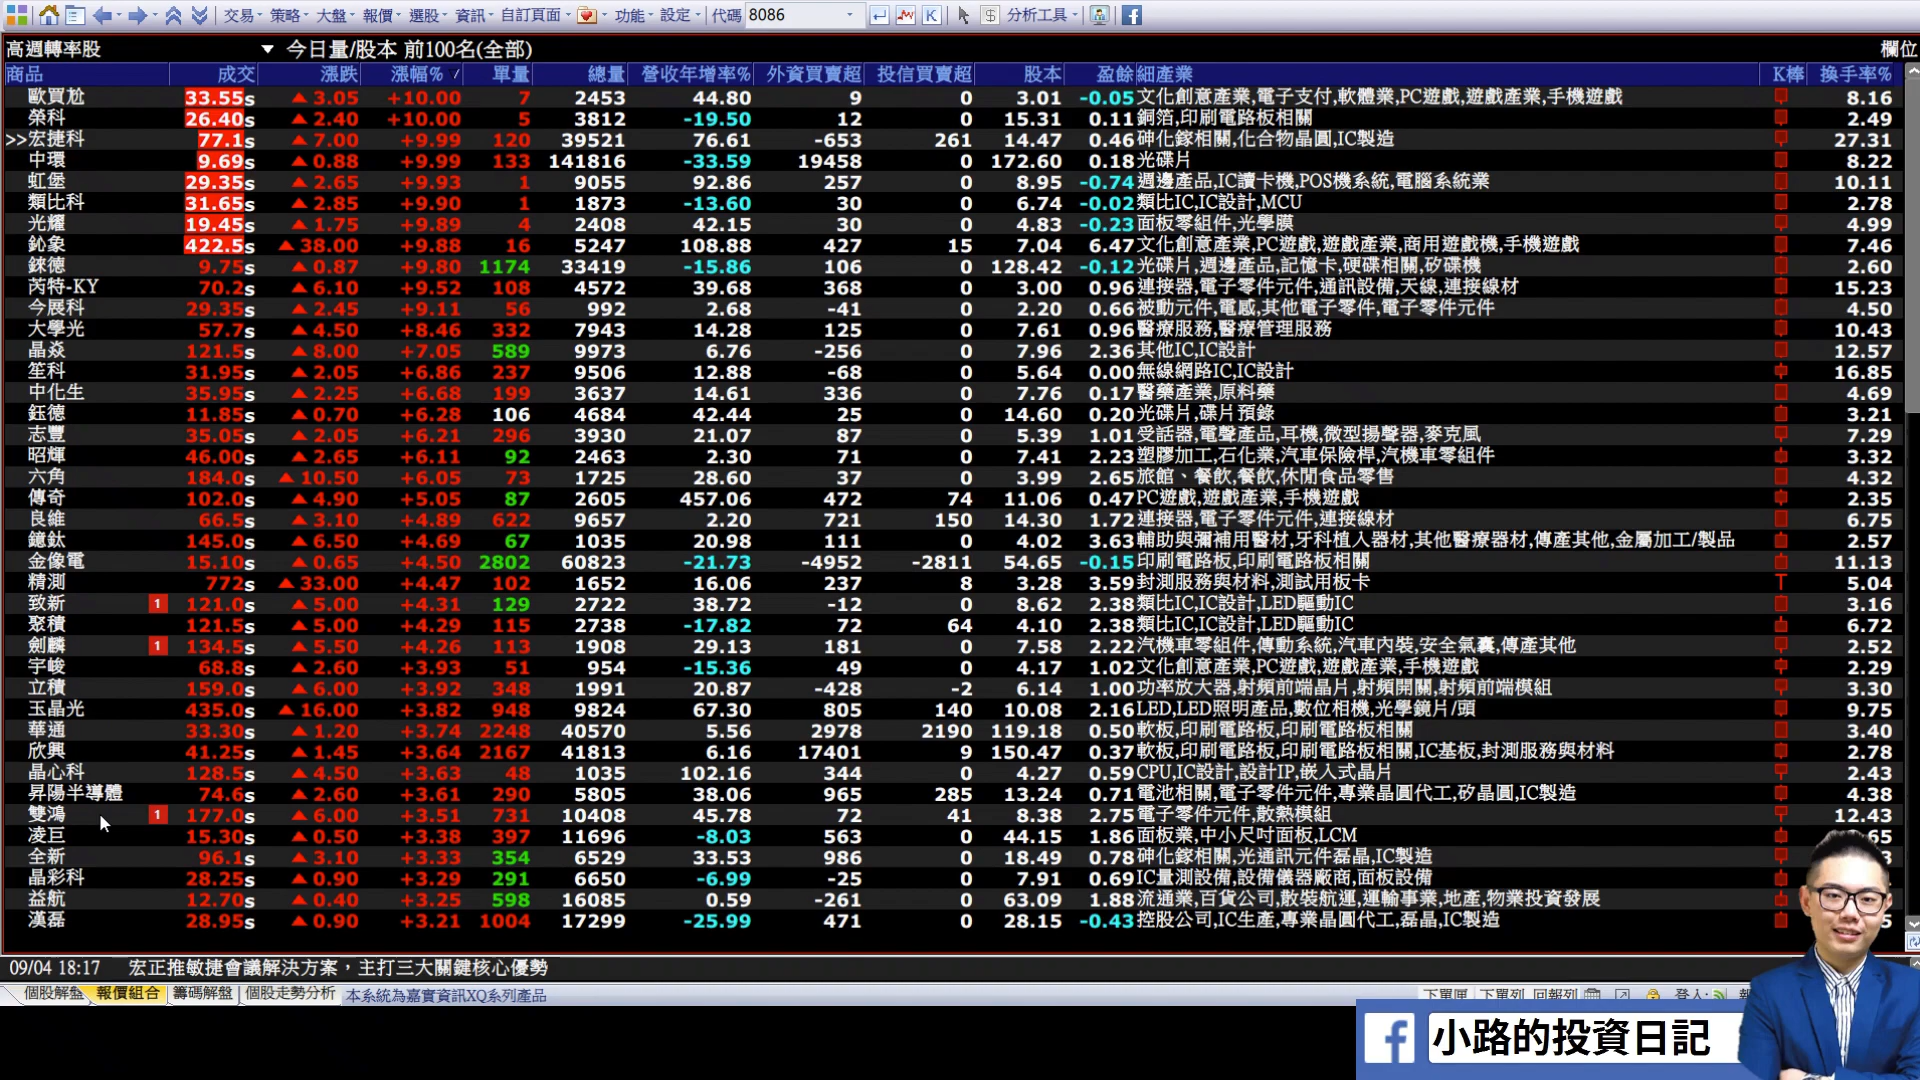 交易 策略 大盤 報價 選股 資訊 自訂頁面 功能 設定 代碼 8086 K $ 分析工具
高週轉率股 今日量/股本 前100名(全部) 欄位
商品 成交 漲跌 漲幅% 單量 總量 營收年增率% 外資買賣超 投信買賣超 股本 盈餘 細產業 K棒 換手率%
歐買尬 33.55s ▲3.05 +10.00 7 2453 44.80 9 0 3.01 -0.05 文化創意產業,電子支付,軟體業,PC遊戲,遊戲產業,手機遊戲 8.16
榮科 26.40s ▲2.40 +10.00 5 3812 -19.50 12 0 15.31 0.11 銅箔,印刷電路板相關 2.49
>>宏捷科 77.1s ▲7.00 +9.99 120 39521 76.61 -653 261 14.47 0.46 砷化鎵相關,化合物晶圓,IC製造 27.31
中環 9.69s ▲0.88 +9.99 133 141816 -33.59 19458 0 172.60 0.18 光碟片 8.22
虹堡 29.35s ▲2.65 +9.93 1 9055 92.86 257 0 8.95 -0.74 週邊產品,IC讀卡機,POS機系統,電腦系統業 10.11
類比科 31.65s ▲2.85 +9.90 1 1873 -13.60 30 0 6.74 -0.02 類比IC,IC設計,MCU 2.78
光耀 19.45s ▲1.75 +9.89 4 2408 42.15 30 0 4.83 -0.23 面板零組件,光學膜 4.99
鈊象 422.5s ▲38.00 +9.88 16 5247 108.88 427 15 7.04 6.47 文化創意產業,PC遊戲,遊戲產業,商用遊戲機,手機遊戲 7.46
錸德 9.75s ▲0.87 +9.80 1174 33419 -15.86 106 0 128.42 -0.12 光碟片,週邊產品,記憶卡,硬碟相關,矽碟機 2.60
芮特-KY 70.2s ▲6.10 +9.52 108 4572 39.68 368 0 3.00 0.96 連接器,電子零件元件,通訊設備,天線,連接線材 15.23
今展科 29.35s ▲2.45 +9.11 56 992 2.68 -41 0 2.20 0.66 被動元件,電感,其他電子零件,電子零件元件 4.50
大學光 57.7s ▲4.50 +8.46 332 7943 14.28 125 0 7.61 0.96 醫療服務,醫療管理服務 10.43
晶焱 121.5s ▲8.00 +7.05 589 9973 6.76 -256 0 7.96 2.36 其他IC,IC設計 12.57
笙科 31.95s ▲2.05 +6.86 237 9506 12.88 -68 0 5.64 0.00 無線網路IC,IC設計 16.85
中化生 35.95s ▲2.25 +6.68 199 3637 14.61 336 0 7.76 0.17 醫藥產業,原料藥 4.69
鈺德 11.85s ▲0.70 +6.28 106 4684 42.44 25 0 14.60 0.20 光碟片,碟片預錄 3.21
志豐 35.05s ▲2.05 +6.21 296 3930 21.07 87 0 5.39 1.01 受話器,電聲產品,耳機,微型揚聲器,麥克風 7.29
昭輝 46.00s ▲2.65 +6.11 92 2463 2.30 71 0 7.41 2.23 塑膠加工,石化業,汽車保險桿,汽機車零組件 3.32
六角 184.0s ▲10.50 +6.05 73 1725 28.60 37 0 3.99 2.65 旅館、餐飲,餐飲,休閒食品零售 4.32
傳奇 102.0s ▲4.90 +5.05 87 2605 457.06 472 74 11.06 0.47 PC遊戲,遊戲產業,手機遊戲 2.35
良維 66.5s ▲3.10 +4.89 622 9657 2.20 721 150 14.30 1.72 連接器,電子零件元件,連接線材 6.75
鐿鈦 145.0s ▲6.50 +4.69 67 1035 20.98 111 0 4.02 3.63 輔助與彌補用醫材,牙科植入器材,其他醫療器材,傳產其他,金屬加工/製品 2.57
金像電 15.10s ▲0.65 +4.50 2802 60823 -21.73 -4952 -2811 54.65 -0.15 印刷電路板,印刷電路板相關 11.13
精測 772s ▲33.00 +4.47 102 1652 16.06 237 8 3.28 3.59 封測服務與材料,測試用板卡 5.04
致新 1 121.0s ▲5.00 +4.31 129 2722 38.72 -12 0 8.62 2.38 類比IC,IC設計,LED驅動IC 3.16
聚積 121.5s ▲5.00 +4.29 115 2738 -17.82 72 64 4.10 2.38 類比IC,IC設計,LED驅動IC 6.72
劍麟 1 134.5s ▲5.50 +4.26 113 1908 29.13 181 0 7.58 2.22 汽機車零組件,傳動系統,汽車內裝,安全氣囊,傳產其他 2.52
宇峻 68.8s ▲2.60 +3.93 51 954 -15.36 49 0 4.17 1.02 文化創意產業,PC遊戲,遊戲產業,手機遊戲 2.29
立積 159.0s ▲6.00 +3.92 348 1991 20.87 -428 -2 6.14 1.00 功率放大器,射頻前端晶片,射頻開關,射頻前端模組 3.30
玉晶光 435.0s ▲16.00 +3.82 948 9824 67.30 805 140 10.08 2.16 LED,LED照明產品,數位相機,光學鏡片/頭 9.75
華通 33.30s ▲1.20 +3.74 2248 40570 5.56 2978 2190 119.18 0.50 軟板,印刷電路板,印刷電路板相關 3.40
欣興 41.25s ▲1.45 +3.64 2167 41813 6.16 17401 9 150.47 0.37 軟板,印刷電路板,印刷電路板相關,IC基板,封測服務與材料 2.78
晶心科 128.5s ▲4.50 +3.63 48 1035 102.16 344 0 4.27 0.59 CPU,IC設計,設計IP,嵌入式晶片 2.43
昇陽半導體 74.6s ▲2.60 +3.61 290 5805 38.06 965 285 13.24 0.71 電池相關,電子零件元件,專業晶圓代工,矽晶圓,IC製造 4.38
雙鴻 1 177.0s ▲6.00 +3.51 731 10408 45.78 72 41 8.38 2.75 電子零件元件,散熱模組 12.43
凌巨 15.30s ▲0.50 +3.38 397 11696 -8.03 563 0 44.15 1.86 面板業,中小尺吋面板,LCM 65
全新 96.1s ▲3.10 +3.33 354 6529 33.53 986 0 18.49 0.78 砷化鎵相關,光通訊元件磊晶,IC製造 3
晶彩科 28.25s ▲0.90 +3.29 291 6650 -6.99 -25 0 7.91 0.69 IC量測設備,設備儀器廠商,面板設備
益航 12.70s ▲0.40 +3.25 598 16085 0.59 -261 0 63.09 1.88 流通業,百貨公司,散裝航運,運輸事業,地產,物業投資發展
漢磊 28.95s ▲0.90 +3.21 1004 17299 -25.99 471 0 28.15 -0.43 控股公司,IC生產,專業晶圓代工,磊晶,IC製造 5
09/04 18:17 宏正推敏捷會議解決方案，主打三大關鍵核心優勢
個股解盤 報價組合 籌碼解盤 個股走勢分析 本系統為嘉實資訊XQ系列產品 下單匣 下單列 回報列 登入:
小路的投資日記